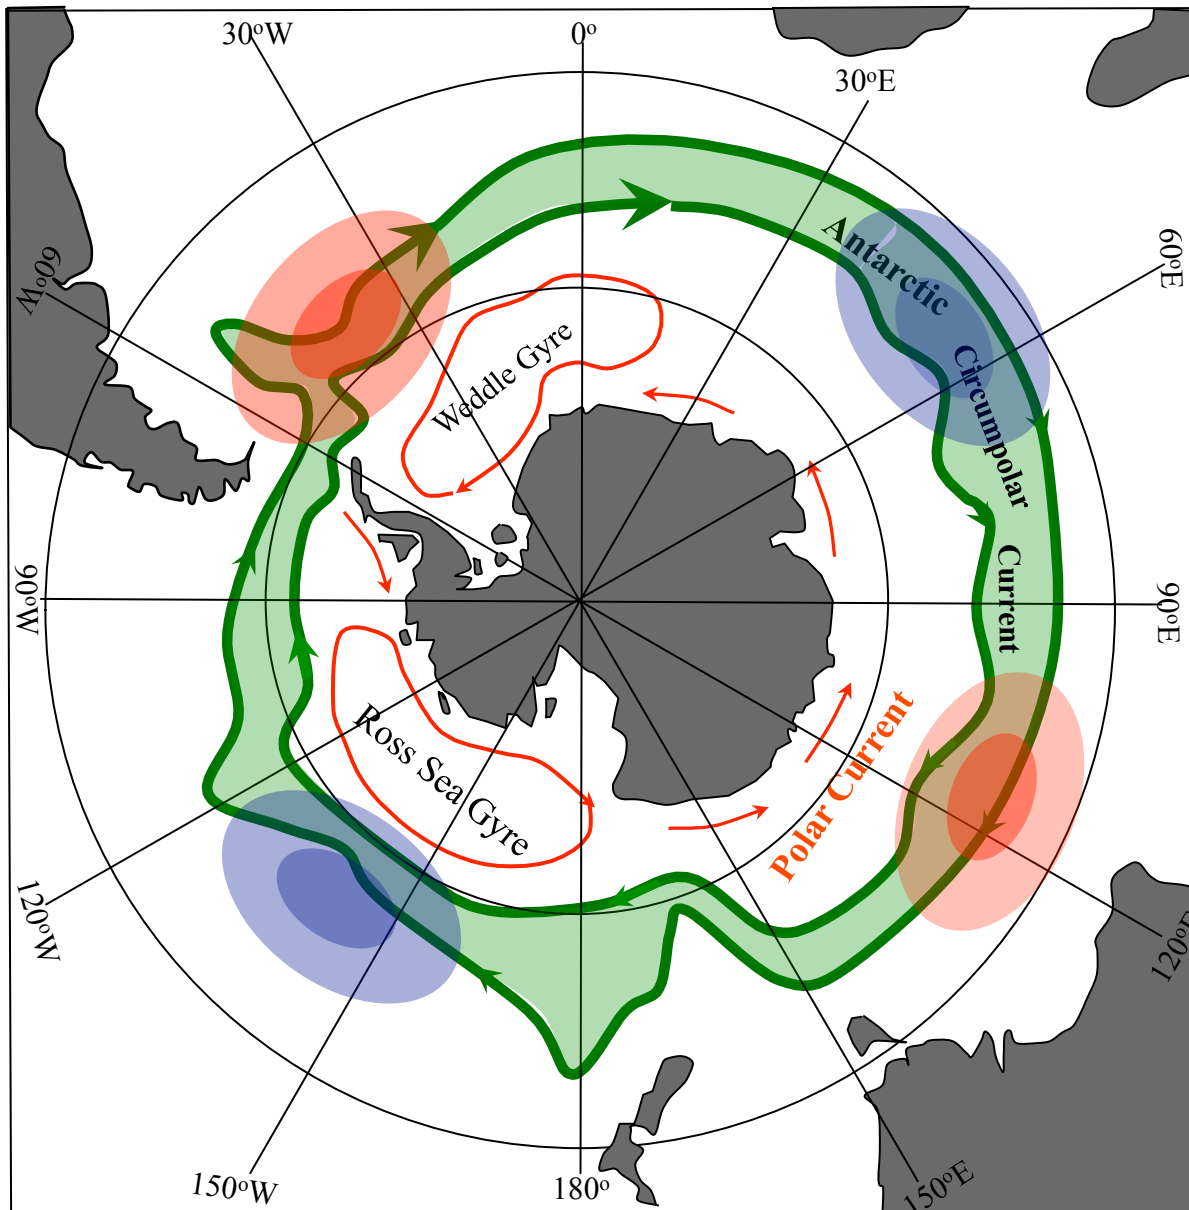 30°W
0°
30°E
60°E
60°W
Antarctic
Circumpolar
Current
Weddle Gyre
90°W
90°E
Ross Sea Gyre
Polar Current
120°W
120°E
150°W
180°
150°E